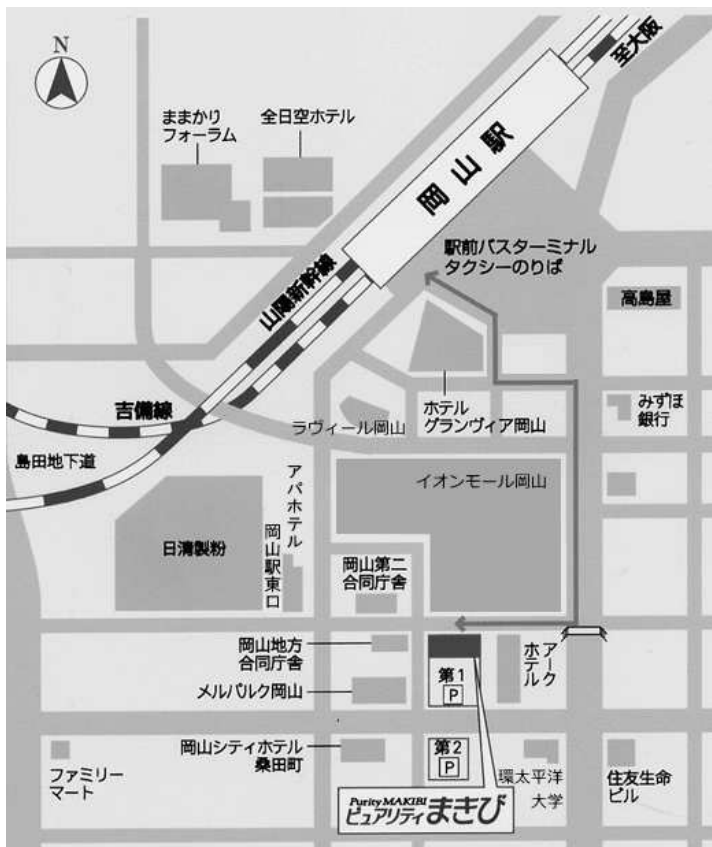 N
至大阪
ままかり
フォーラム
全日空ホテル
岡山駅
駅前バスターミナル
タクシーのりば
山陽新幹線
高島屋
吉備線
ホテル
グランヴィア岡山
みずほ
銀行
ラヴィール岡山
島田地下道
アパホテル
岡山駅東口
イオンモール岡山
日清製粉
岡山第二
合同庁舎
岡山地方
合同庁舎
アーク
ホテル
第1
P
メルパルク岡山
岡山シティホテル
桑田町
第2
P
ファミリー
マート
環太平洋
大学
住友生命
ビル
Purity MAKIBI
ピュアリティまきび